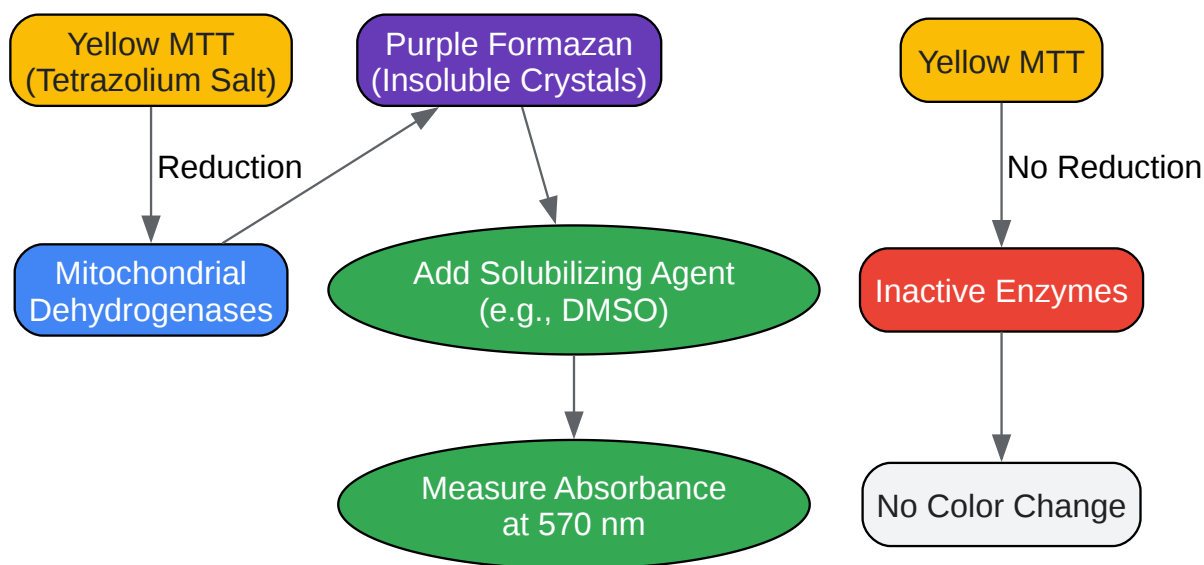 Yellow MTT
(Tetrazolium Salt)
Purple Formazan
(Insoluble Crystals)
Yellow MTT
Reduction
No Reduction
Mitochondrial
Dehydrogenases
Add Solubilizing Agent
(e.g., DMSO)
Inactive Enzymes
Measure Absorbance
at 570 nm
No Color Change